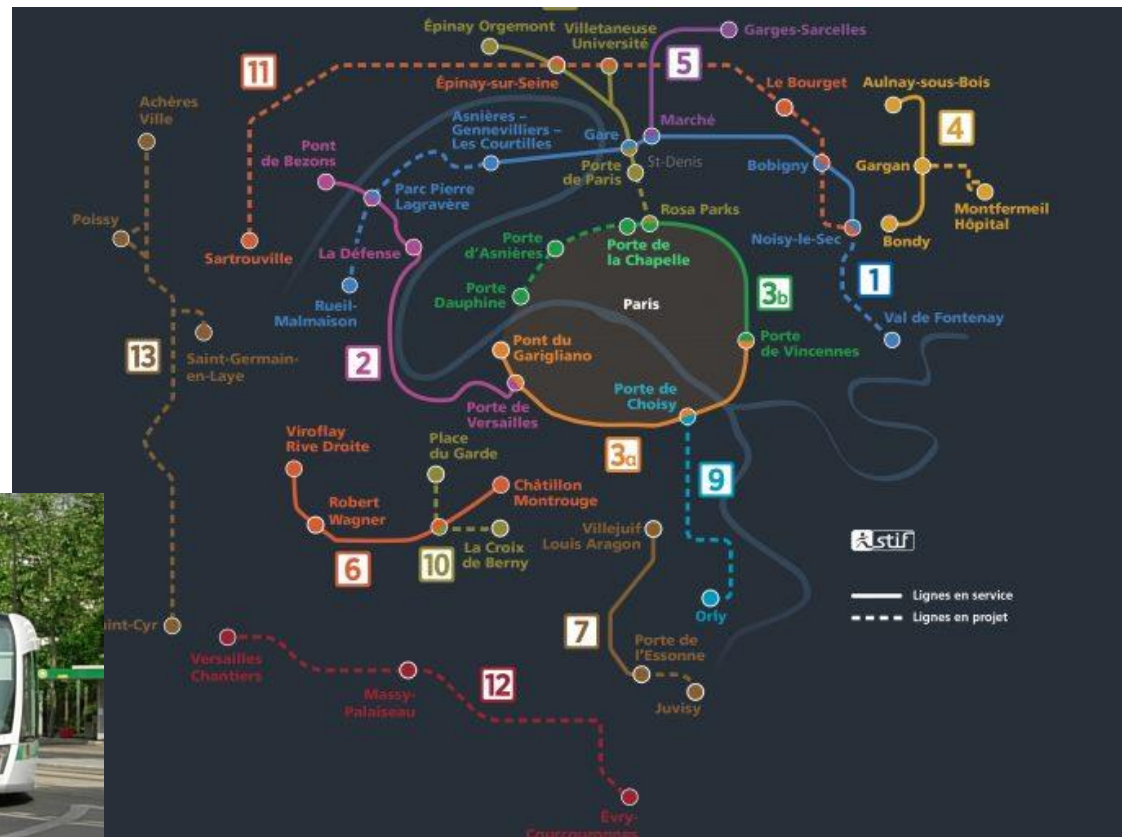 Épinay Orgemont
Villetaneuse
Université
Garges-Sarcelles
11
5
Épinay-sur-Seine
Le Bourget
Aulnay-sous-Bois
Achères
Ville
Asnières –
Gennevilliers –
Les Courtilles
Marché
4
Pont
de Bezons
Gare
St-Denis
Bobigny
Gargan
Porte
de Paris
Parc Pierre
Lagravère
Montfermeil
Hôpital
Poissy
Rosa Parks
Sartrouville
La Défense
Porte
d'Asnières
Porte de
la Chapelle
Noisy-le-Sec
Bondy
Porte
Dauphine
Paris
3b
1
Rueil-
Malmaison
Val de Fontenay
Saint-Germain-
en-Laye
13
2
Pont du
Garigliano
Porte
de Vincennes
Porte de
Choisy
Porte de
Versailles
Viroflay
Rive Droite
Place
du Garde
3a
9
Châtillon
Montrouge
Robert
Wagner
Villejuif
Louis Aragon
La Croix
de Berny
6
10
stif
Lignes en service
Lignes en projet
Orly
7
int-Cyr
Versailles
Chantiers
Porte de
l'Essonne
Massy-
Palaiseau
12
Juvisy
Évry-
Courcouronnes